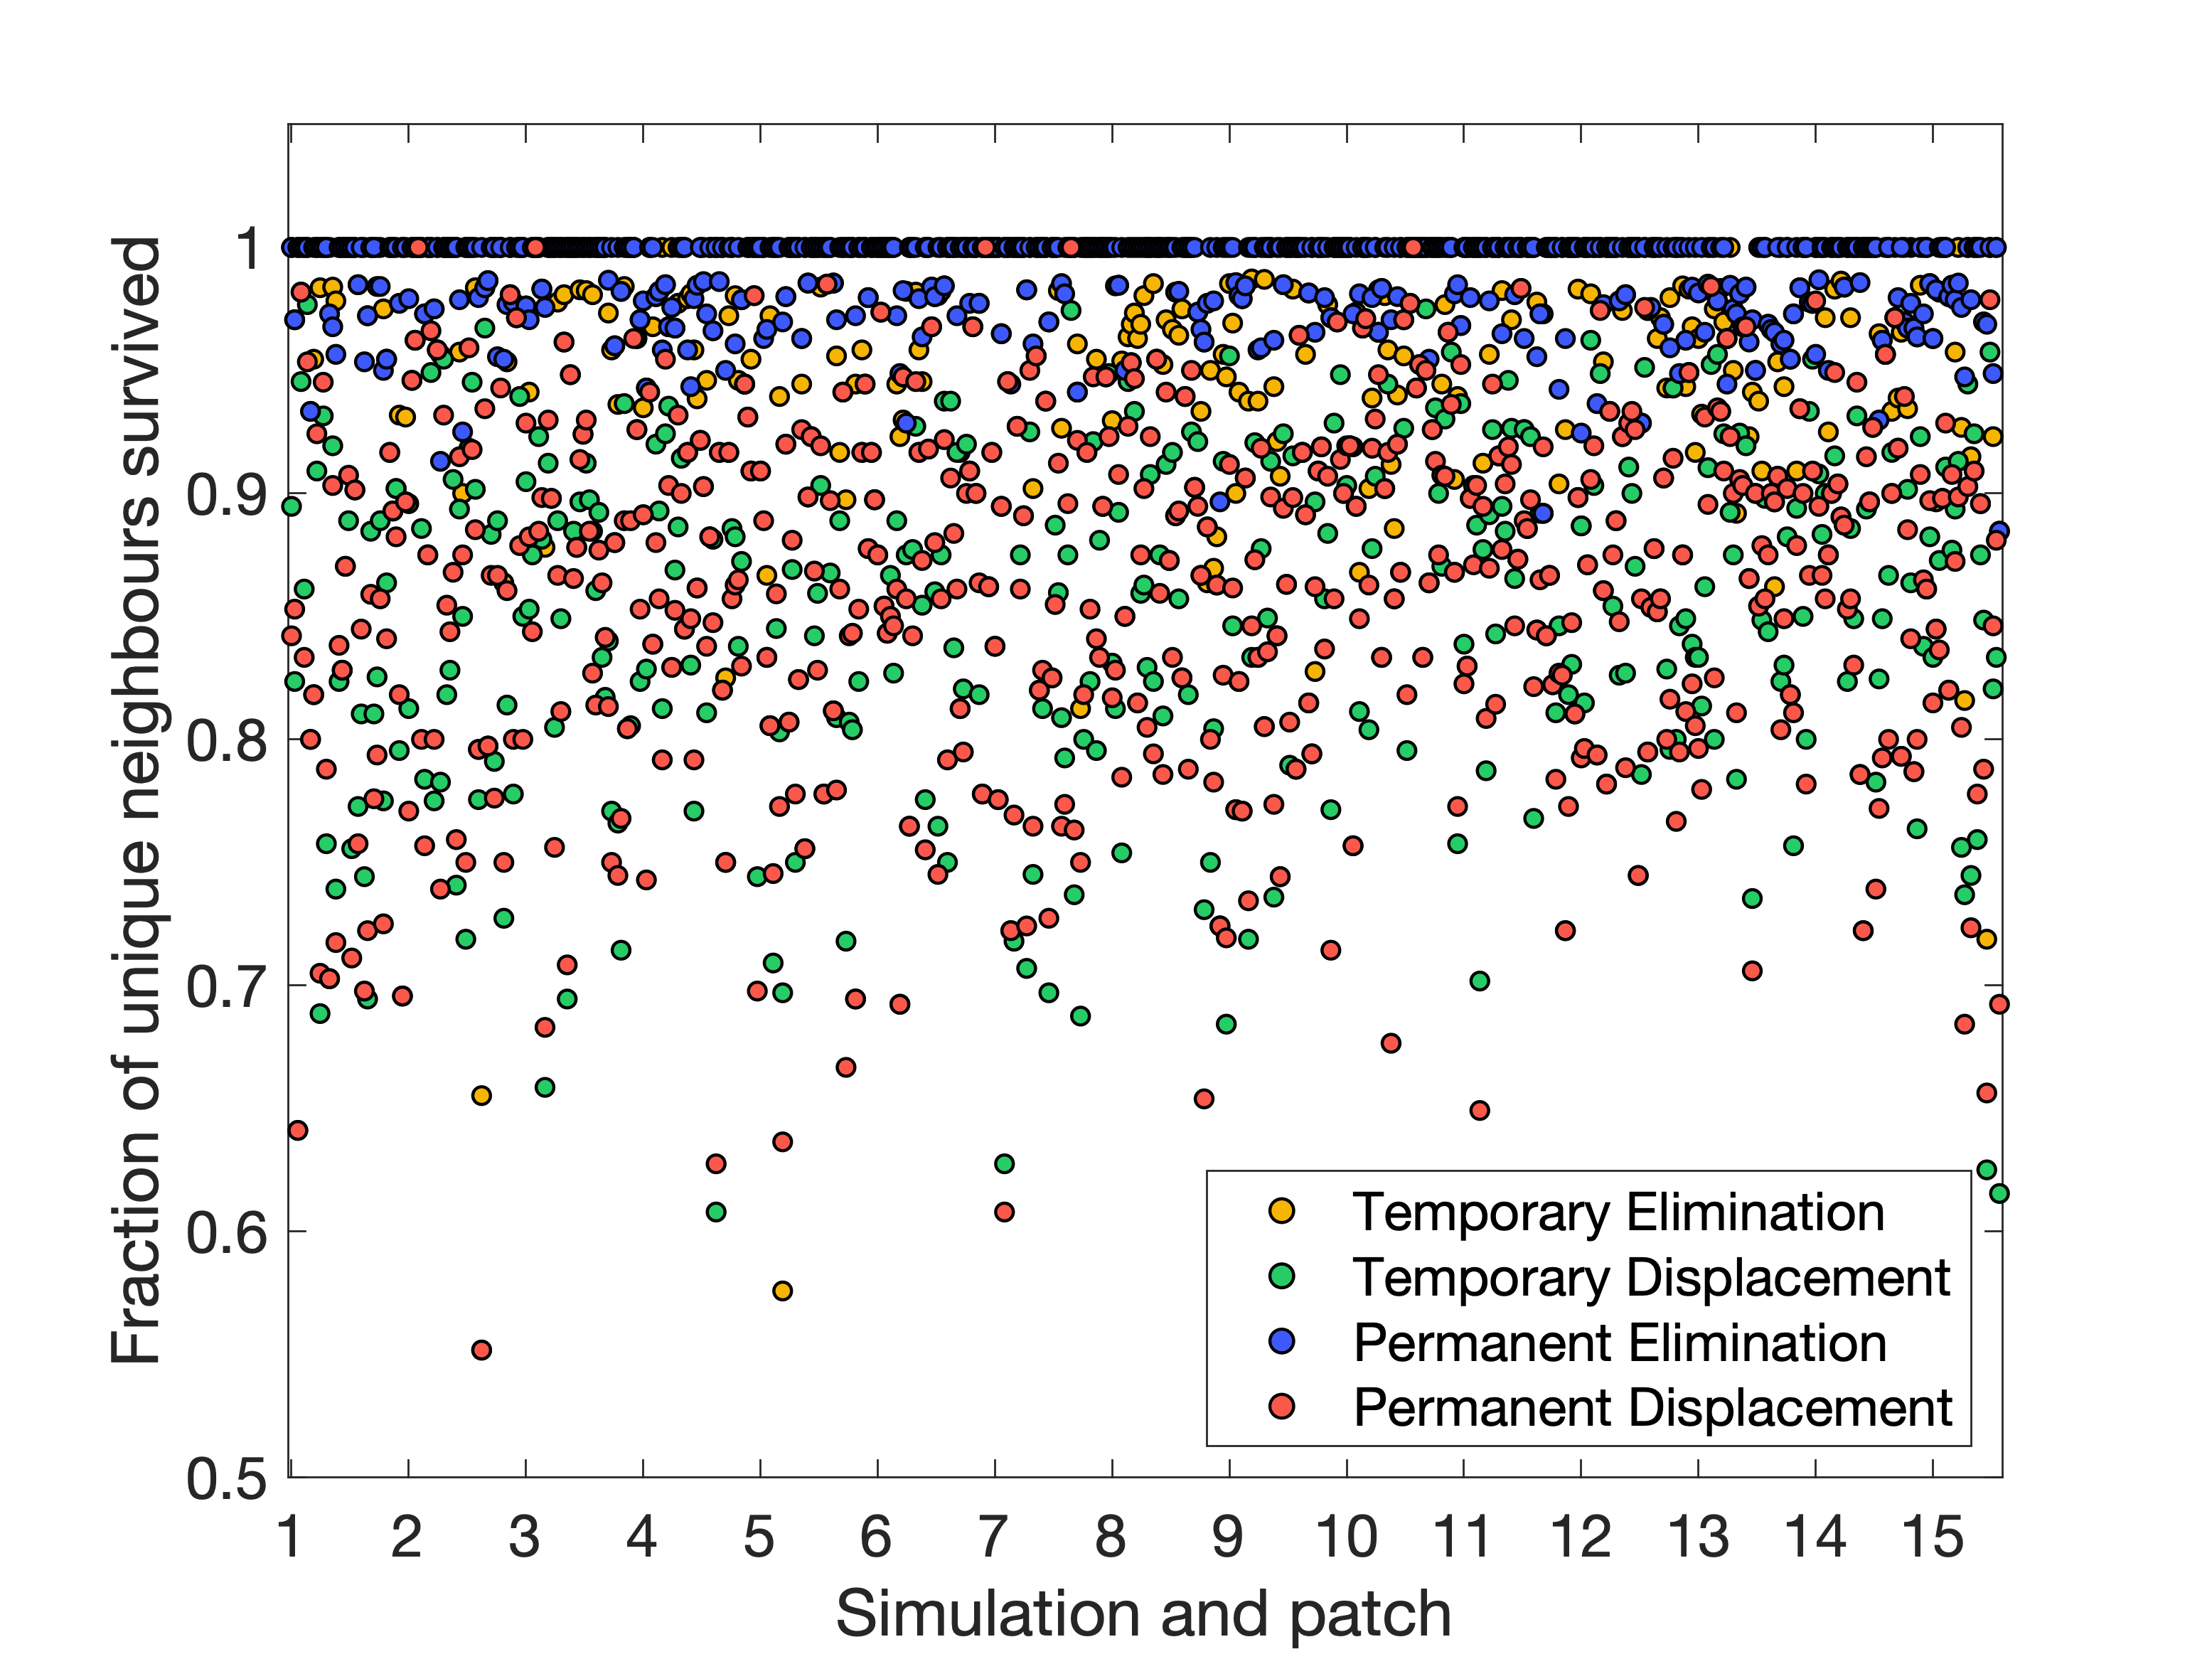 Fraction of unique neighbours survived
1
0.9
0.8
0.7
0.6
0.5
Temporary Elimination
Temporary Displacement
Permanent Elimination
Permanent Displacement
1 2 3 4 5 6 7 8 9 10 11 12 13 14 15
Simulation and patch